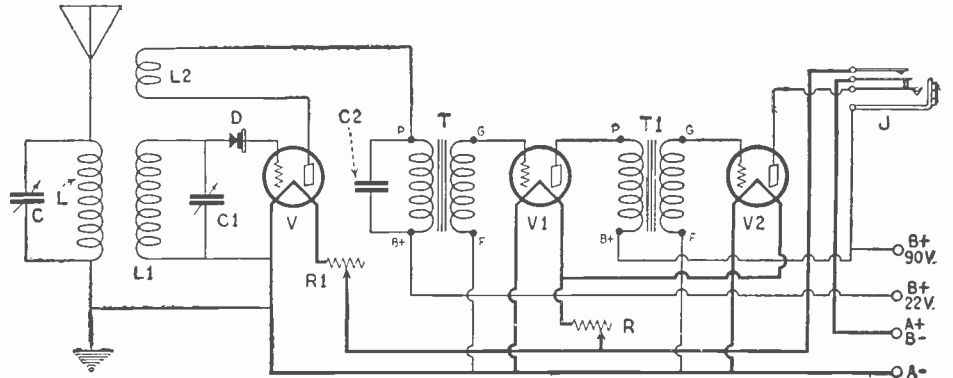 L2
D
C2
P
T
G
P
T1
G
J
C
L
C1
V
V1
V2
L1
B+
F
B+
F
R1
B+
90V.
B+
22V.
R
A+
B-
A-